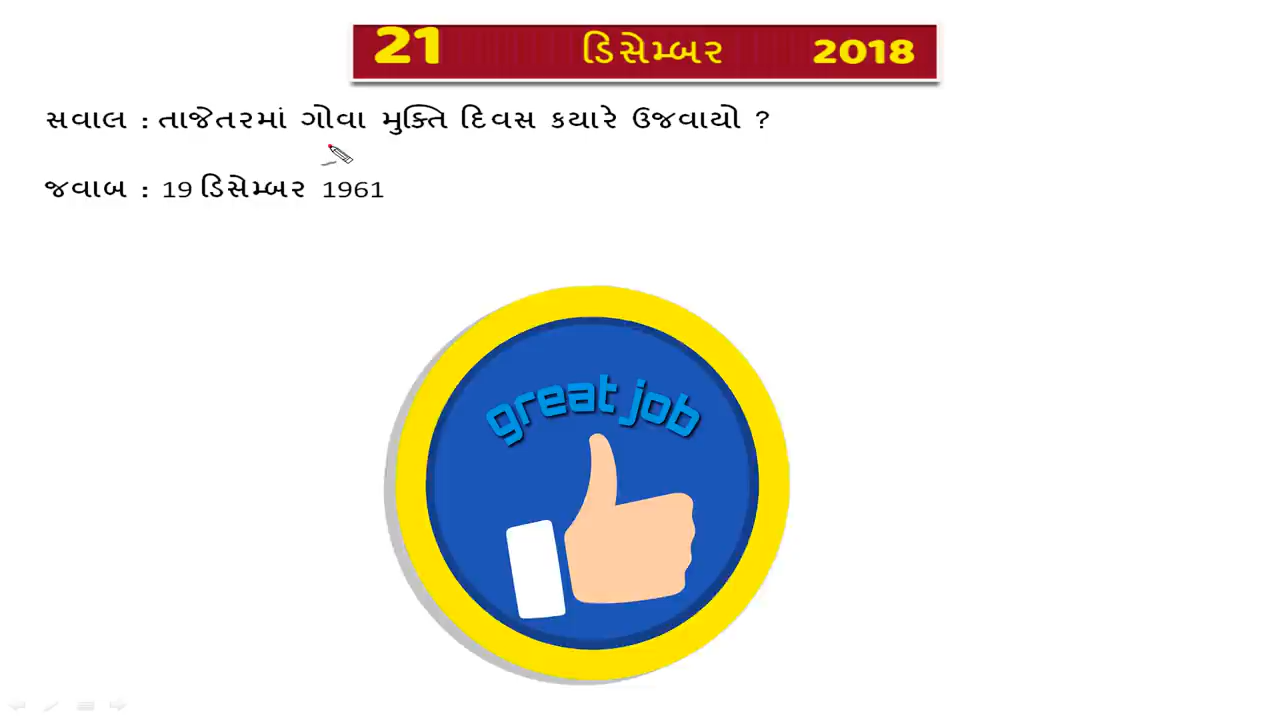 21 ડિસેમ્બર 2018
સવાલ : તાજેતરમાં ગોવા મુક્તિ દિવસ કયારે ઉજવાયો ?
જવાબ : 19 ડિસેમ્બર 1961
great job